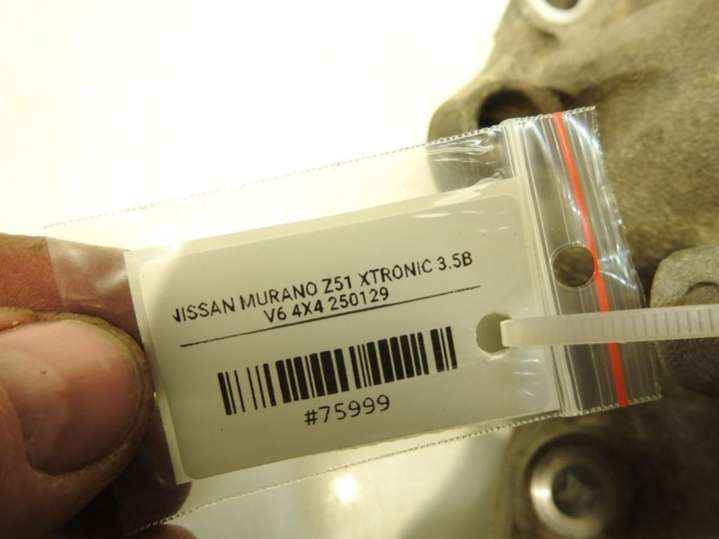 NISSAN MURANO Z51 XTRONIC 3.5B
V6 4X4 250129
#75999